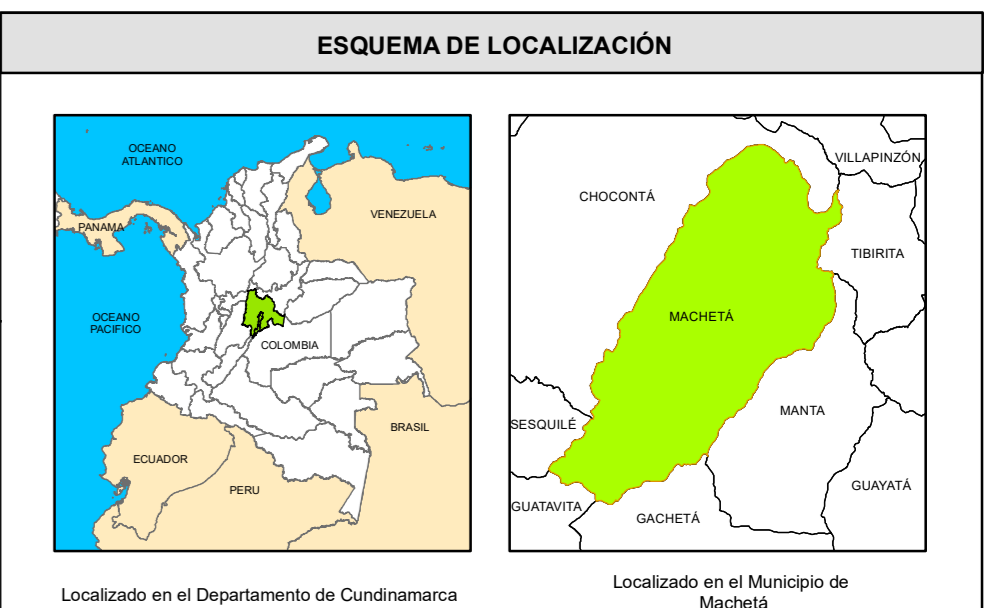 ESQUEMA DE LOCALIZACIÓN
OCEANO
ATLANTICO
PANAMA
VENEZUELA
OCEANO
PACIFICO
COLOMBIA
BRASIL
ECUADOR
PERU
Localizado en el Departamento de Cundinamarca
VILLAPINZÓN
CHOCONTÁ
TIBIRITA
MACHETÁ
MANTA
SESQUILÉ
GUAYATÁ
GUATAVITA
GACHETÁ
Localizado en el Municipio de
Machetá